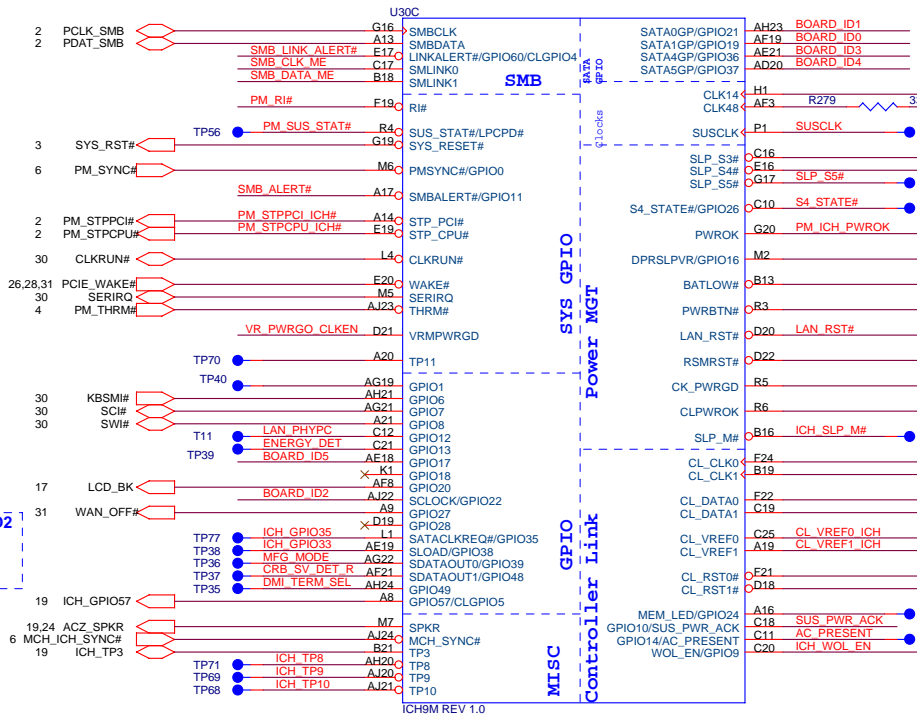 U30C
2 PCLK_SMB G16 SMBCLK SATA0GP/GPIO21 AH23 BOARD_ID1
2 PDAT_SMB A13 SMBDATA SATA1GP/GPIO19 AF19 BOARD_ID0
SMB_LINK_ALERT# E17 LINKALERT#/GPIO60/CLGPIO4 SATA4GP/GPIO36 AE21 BOARD_ID3
SMB_CLK_ME C17 SMLINK0 SATA5GP/GPIO37 AD20 BOARD_ID4
SMB_DATA_ME B18 SMLINK1
SMB
SATA
GPIO
CLK14 H1
PM_RI# F19 RI# CLK48 AF3 R279 33
Clocks
TP56 PM_SUS_STAT# R4 SUS_STAT#/LPCPD# SUSCLK P1 SUSCLK
3 SYS_RST# G19 SYS_RESET#
SLP_S3# C16
6 PM_SYNC# M6 PMSYNC#/GPIO0 SLP_S4# E16
SLP_S5# G17 SLP_S5#
SMB_ALERT# A17 SMBALERT#/GPIO11
S4_STATE#/GPIO26 C10 S4_STATE#
2 PM_STPPCI# PM_STPPCI_ICH# A14 STP_PCI#
2 PM_STPCPU# PM_STPCPU_ICH# E19 STP_CPU# PWROK G20 PM_ICH_PWROK
30 CLKRUN# L4 CLKRUN# DPRSLPVR/GPIO16 M2
SYS GPIO
Power MGT
26,28,31 PCIE_WAKE# E20 WAKE# BATLOW# B13
30 SERIRQ M5 SERIRQ
4 PM_THRM# AJ23 THRM# PWRBTN# R3
VR_PWRGO_CLKEN D21 VRMPWRGD LAN_RST# D20 LAN_RST#
TP70 A20 TP11 RSMRST# D22
TP40 AG19 GPIO1 CK_PWRGD R5
30 KBSMI# AH21 GPIO6
30 SCI# AG21 GPIO7 CLPWROK R6
30 SWI# A21 GPIO8
T11 LAN_PHYPC C12 GPIO12 SLP_M# B16 ICH_SLP_M#
TP39 ENERGY_DET C21 GPIO13
BOARD_ID5 AE18 GPIO17 CL_CLK0 F24
K1 GPIO18 CL_CLK1 B19
17 LCD_BK AF8 GPIO20
BOARD_ID2 AJ22 SCLOCK/GPIO22 CL_DATA0 F22
31 WAN_OFF# A9 GPIO27 CL_DATA1 C19
D19 GPIO28
GPIO
Controller Link
TP77 ICH_GPIO35 L1 SATACLKREQ#/GPIO35 CL_VREF0 C25 CL_VREF0_ICH
TP38 ICH_GPIO33 AE19 SLOAD/GPIO38 CL_VREF1 A19 CL_VREF1_ICH
TP36 MFG_MODE AG22 SDATAOUT0/GPIO39
TP37 CRB_SV_DET_R AF21 SDATAOUT1/GPIO48 CL_RST0# F21
TP35 DMI_TERM_SEL AH24 GPIO49 CL_RST1# D18
19 ICH_GPIO57 A8 GPIO57/CLGPIO5
MEM_LED/GPIO24 A16
19,24 ACZ_SPKR M7 SPKR GPIO10/SUS_PWR_ACK C18 SUS_PWR_ACK
6 MCH_ICH_SYNC# AJ24 MCH_SYNC# GPIO14/AC_PRESENT C11 AC_PRESENT
19 ICH_TP3 B21 TP3 WOL_EN/GPIO9 C20 ICH_WOL_EN
TP71 ICH_TP8 AH20 TP8
TP69 ICH_TP9 AJ20 TP9
TP68 ICH_TP10 AJ21 TP10
MISC
ICH9M REV 1.0